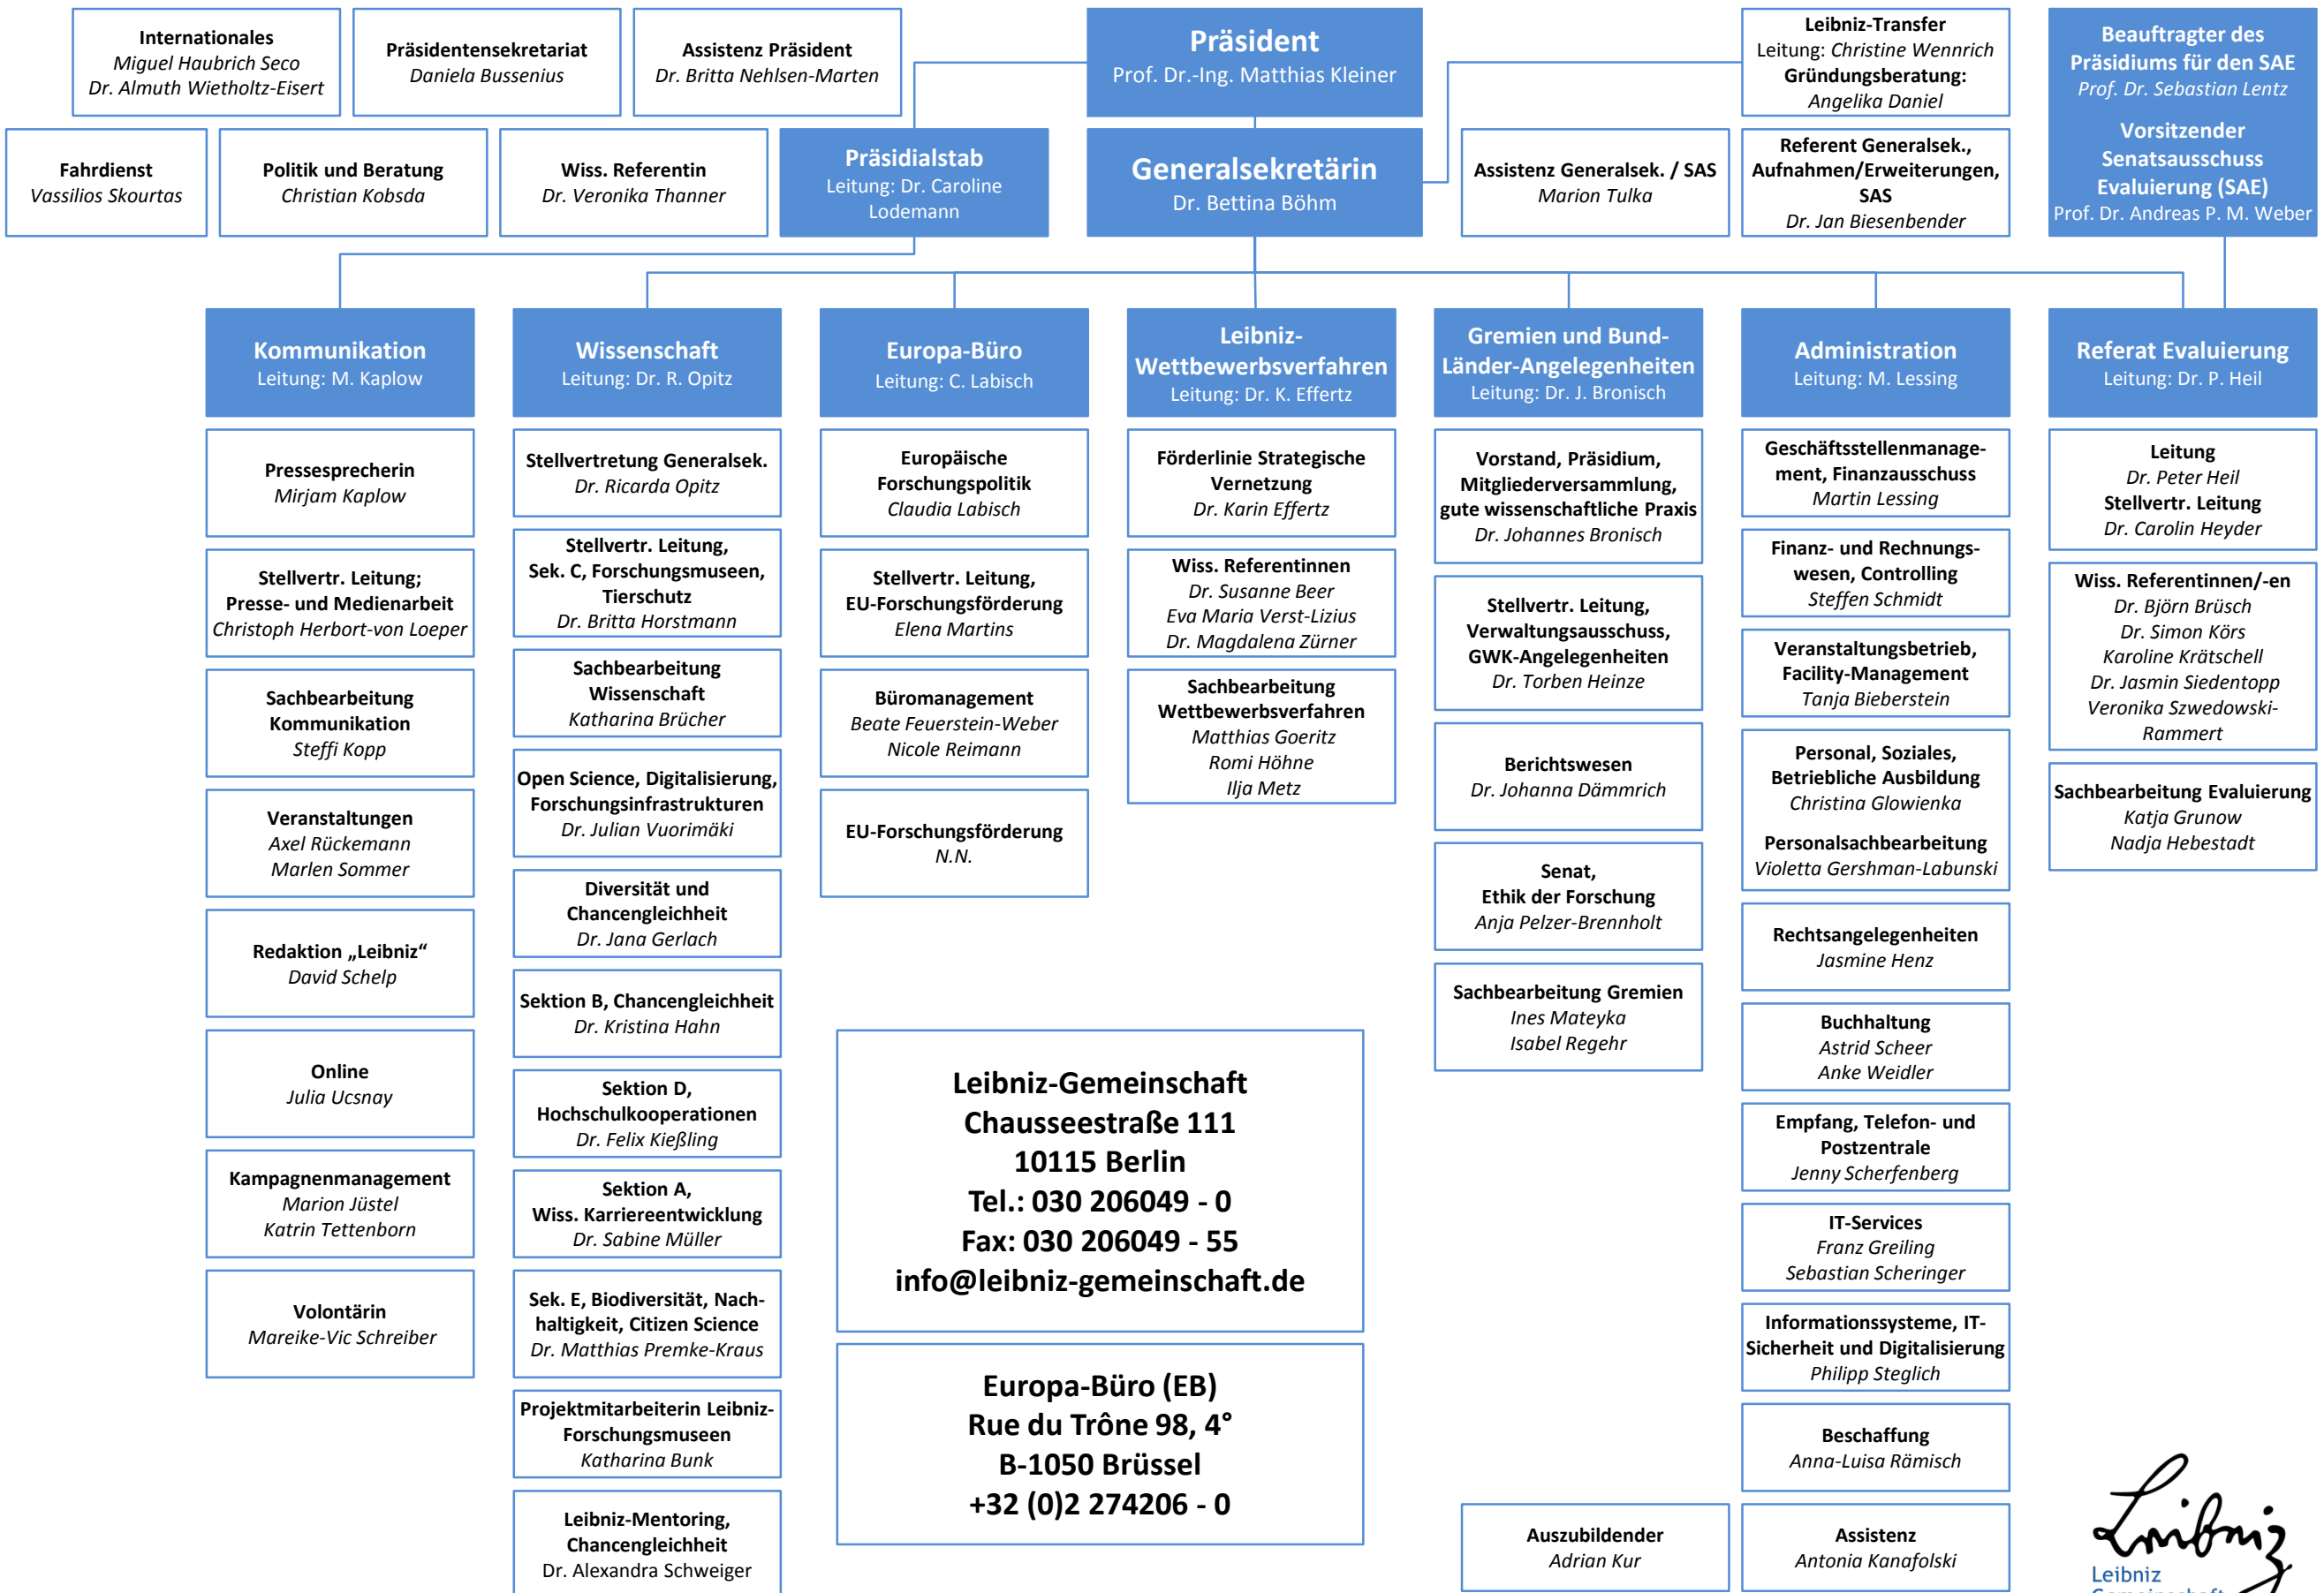 Internationales
Miguel Haubrich Seco
Dr. Almuth Wietholtz-Eisert
Präsidentensekretariat
Daniela Bussenius
Assistenz Präsident
Dr. Britta Nehlsen-Marten
Präsident
Prof. Dr.-Ing. Matthias Kleiner
Leibniz-Transfer
Leitung: Christine Wennrich
Gründungsberatung:
Angelika Daniel
Beauftragter des
Präsidiums für den SAE
Prof. Dr. Sebastian Lentz
Vorsitzender
Senatsausschuss
Evaluierung (SAE)
Prof. Dr. Andreas P. M. Weber
Fahrdienst
Vassilios Skourtas
Politik und Beratung
Christian Kobsda
Wiss. Referentin
Dr. Veronika Thanner
Präsidialstab
Leitung: Dr. Caroline
Lodemann
Generalsekretärin
Dr. Bettina Böhm
Assistenz Generalsek. / SAS
Marion Tulka
Referent Generalsek.,
Aufnahmen/Erweiterungen,
SAS
Dr. Jan Biesenbender
Kommunikation
Leitung: M. Kaplow
Pressesprecherin
Mirjam Kaplow
Stellvertr. Leitung;
Presse- und Medienarbeit
Christoph Herbort-von Loeper
Sachbearbeitung
Kommunikation
Steffi Kopp
Veranstaltungen
Axel Rückemann
Marlen Sommer
Redaktion „Leibniz“
David Schelp
Online
Julia Ucsnay
Kampagnenmanagement
Marion Jüstel
Katrin Tettenborn
Volontärin
Mareike-Vic Schreiber
Wissenschaft
Leitung: Dr. R. Opitz
Stellvertretung Generalsek.
Dr. Ricarda Opitz
Stellvertr. Leitung,
Sek. C, Forschungsmuseen,
Tierschutz
Dr. Britta Horstmann
Sachbearbeitung
Wissenschaft
Katharina Brücher
Open Science, Digitalisierung,
Forschungsinfrastrukturen
Dr. Julian Vuorimäki
Diversität und
Chancengleichheit
Dr. Jana Gerlach
Sektion B, Chancengleichheit
Dr. Kristina Hahn
Sektion D,
Hochschulkooperationen
Dr. Felix Kießling
Sektion A,
Wiss. Karriereentwicklung
Dr. Sabine Müller
Sek. E, Biodiversität, Nach-
haltigkeit, Citizen Science
Dr. Matthias Premke-Kraus
Projektmitarbeiterin Leibniz-
Forschungsmuseen
Katharina Bunk
Leibniz-Mentoring,
Chancengleichheit
Dr. Alexandra Schweiger
Europa-Büro
Leitung: C. Labisch
Europäische
Forschungspolitik
Claudia Labisch
Stellvertr. Leitung,
EU-Forschungsförderung
Elena Martins
Büromanagement
Beate Feuerstein-Weber
Nicole Reimann
EU-Forschungsförderung
N.N.
Leibniz-
Wettbewerbsverfahren
Leitung: Dr. K. Effertz
Förderlinie Strategische
Vernetzung
Dr. Karin Effertz
Wiss. Referentinnen
Dr. Susanne Beer
Eva Maria Verst-Lizius
Dr. Magdalena Zürner
Sachbearbeitung
Wettbewerbsverfahren
Matthias Goeritz
Romi Höhne
Ilja Metz
Gremien und Bund-
Länder-Angelegenheiten
Leitung: Dr. J. Bronisch
Vorstand, Präsidium,
Mitgliederversammlung,
gute wissenschaftliche Praxis
Dr. Johannes Bronisch
Stellvertr. Leitung,
Verwaltungsausschuss,
GWK-Angelegenheiten
Dr. Torben Heinze
Berichtswesen
Dr. Johanna Dämmrich
Senat,
Ethik der Forschung
Anja Pelzer-Brennholt
Sachbearbeitung Gremien
Ines Mateyka
Isabel Regehr
Administration
Leitung: M. Lessing
Geschäftsstellenmanage-
ment, Finanzausschuss
Martin Lessing
Finanz- und Rechnungs-
wesen, Controlling
Steffen Schmidt
Veranstaltungsbetrieb,
Facility-Management
Tanja Bieberstein
Personal, Soziales,
Betriebliche Ausbildung
Christina Glowienka
Personalsachbearbeitung
Violetta Gershman-Labunski
Rechtsangelegenheiten
Jasmine Henz
Buchhaltung
Astrid Scheer
Anke Weidler
Empfang, Telefon- und
Postzentrale
Jenny Scherfenberg
IT-Services
Franz Greiling
Sebastian Scheringer
Informationssysteme, IT-
Sicherheit und Digitalisierung
Philipp Steglich
Beschaffung
Anna-Luisa Rämisch
Auszubildender
Adrian Kur
Assistenz
Antonia Kanafolski
Referat Evaluierung
Leitung: Dr. P. Heil
Leitung
Dr. Peter Heil
Stellvertr. Leitung
Dr. Carolin Heyder
Wiss. Referentinnen/-en
Dr. Björn Brüsch
Dr. Simon Körs
Karoline Krätschell
Dr. Jasmin Siedentopp
Veronika Szwedowski-
Rammert
Sachbearbeitung Evaluierung
Katja Grunow
Nadja Hebestadt
Leibniz-Gemeinschaft
Chausseestraße 111
10115 Berlin
Tel.: 030 206049 - 0
Fax: 030 206049 - 55
info@leibniz-gemeinschaft.de
Europa-Büro (EB)
Rue du Trône 98, 4°
B-1050 Brüssel
+32 (0)2 274206 - 0
Leibniz
Leibniz
Gemeinschaft